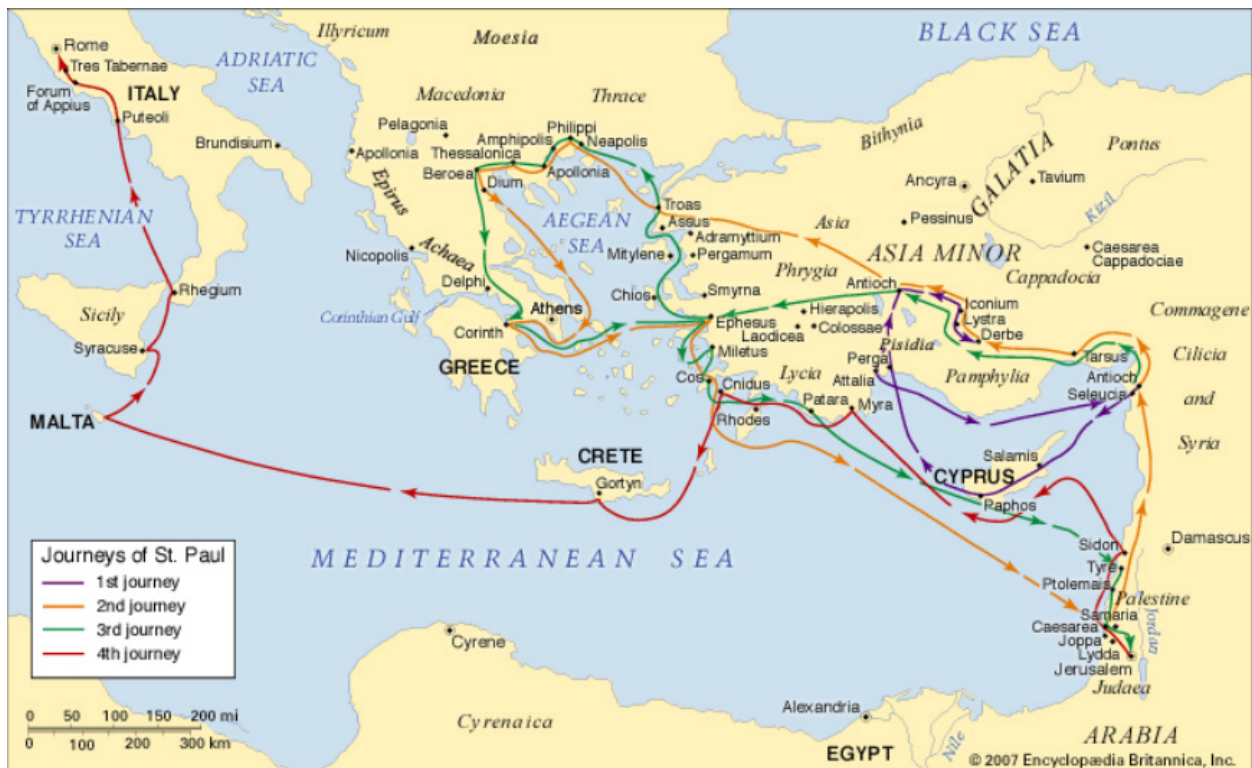 BLACK SEA
Illyricum
Moesia
Rome
Tres Tabernae
ADRIATIC
SEA
Forum
of Appius
ITALY
Puteoli
Brundisium
Macedonia
Thrace
Pelagonia
Philippi
Amphipolis
Neapolis
Thessalonica
Apollonia
Beroea
Apollonia
Dium
Epirus
Bithynia
Pontus
GALATIA
Ancyra
Tavium
Kizil
Pessinus
Troas
Assus
Asia
TYRRHENIAN
SEA
AEGEAN
SEA
Adramyttium
Mitylene
Pergamum
ASIA MINOR
Caesarea
Cappadociae
Nicopolis
Achaea
Phrygia
Cappadocia
Delphi
Antioch
Rhegium
Chios
Smyrna
Iconium
Commagene
Sicily
Corinthian Gulf
Athens
Hierapolis
Lystra
Corinth
Ephesus
Laodicea
Colossae
Derbe
Syracuse
GREECE
Miletus
Perga
Pisidia
Tarsus
Cilicia
Cos
Lycia
Attalia
Pamphylia
Antioch
Cnidus
Seleucia
and
MALTA
Rhodes
Patara
Myra
Syria
CRETE
Salamis
Gortyn
CYPRUS
Raphos
Damascus
MEDITERRANEAN SEA
Sidon
Tyre
Ptolemais
Palestine
Samaria
Jordan
Caesarea
Joppa
Lydda
Jerusalem
Judaea
Journeys of St. Paul
1st journey
2nd journey
3rd journey
4th journey
Cyrene
0 50 100 150 200 mi
0 100 200 300 km
Cyrenaica
Alexandria
EGYPT
Nile
ARABIA
© 2007 Encyclopædia Britannica, Inc.